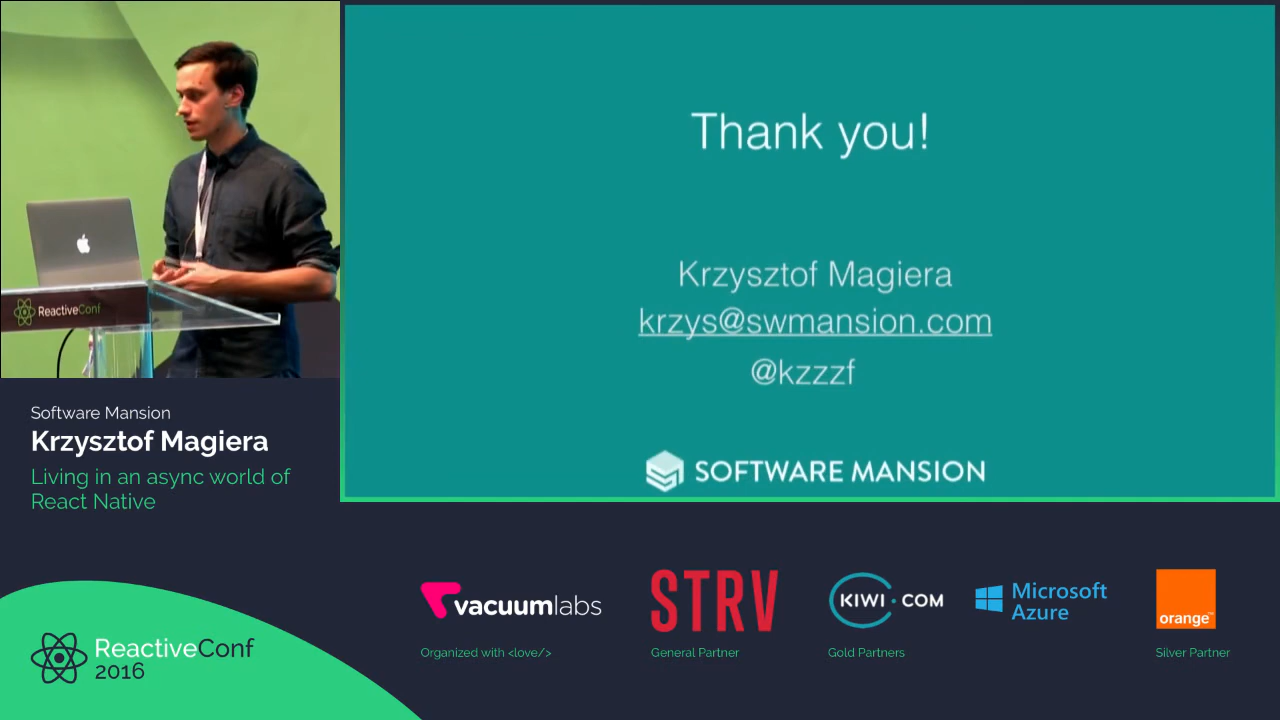 ReactiveConf
Software Mansion
Krzysztof Magiera
Living in an async world of
React Native
Thank you!
Krzysztof Magiera
krzys@swmansion.com
@kzzzf
SOFTWARE MANSION
ReactiveConf
2016
vacuumlabs
Organized with <love/>
STRV
General Partner
KIWI.COM
Gold Partners
Microsoft
Azure
orange™
Silver Partner